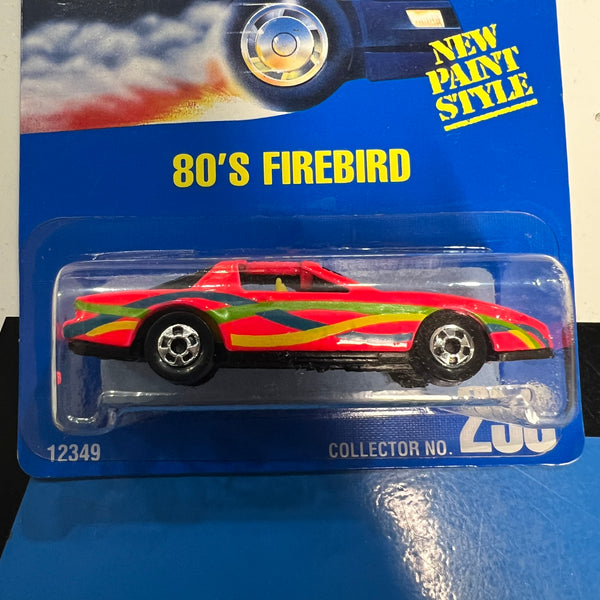 NEW
PAINT
STYLE
80'S FIREBIRD
12349
COLLECTOR NO.